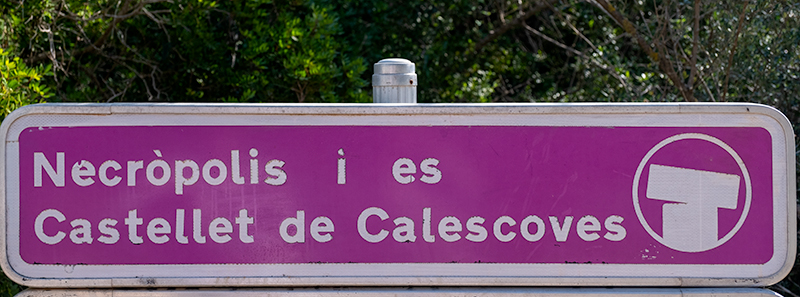 Necròpolis i es
Castellet de Calescoves